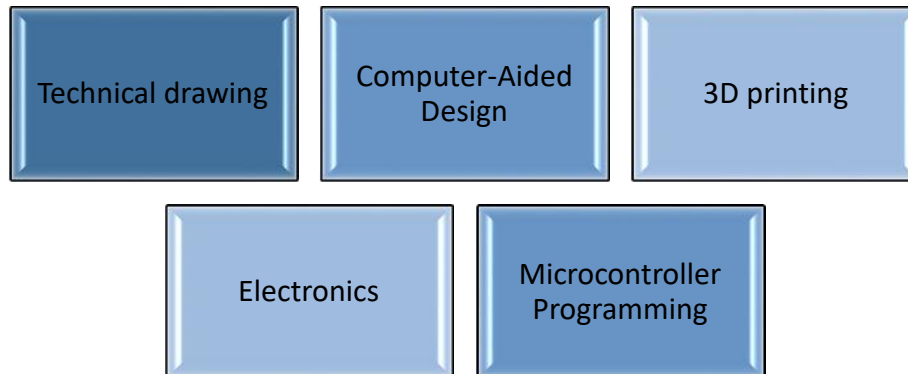 Technical drawing
Computer-Aided
Design
3D printing
Electronics
Microcontroller
Programming